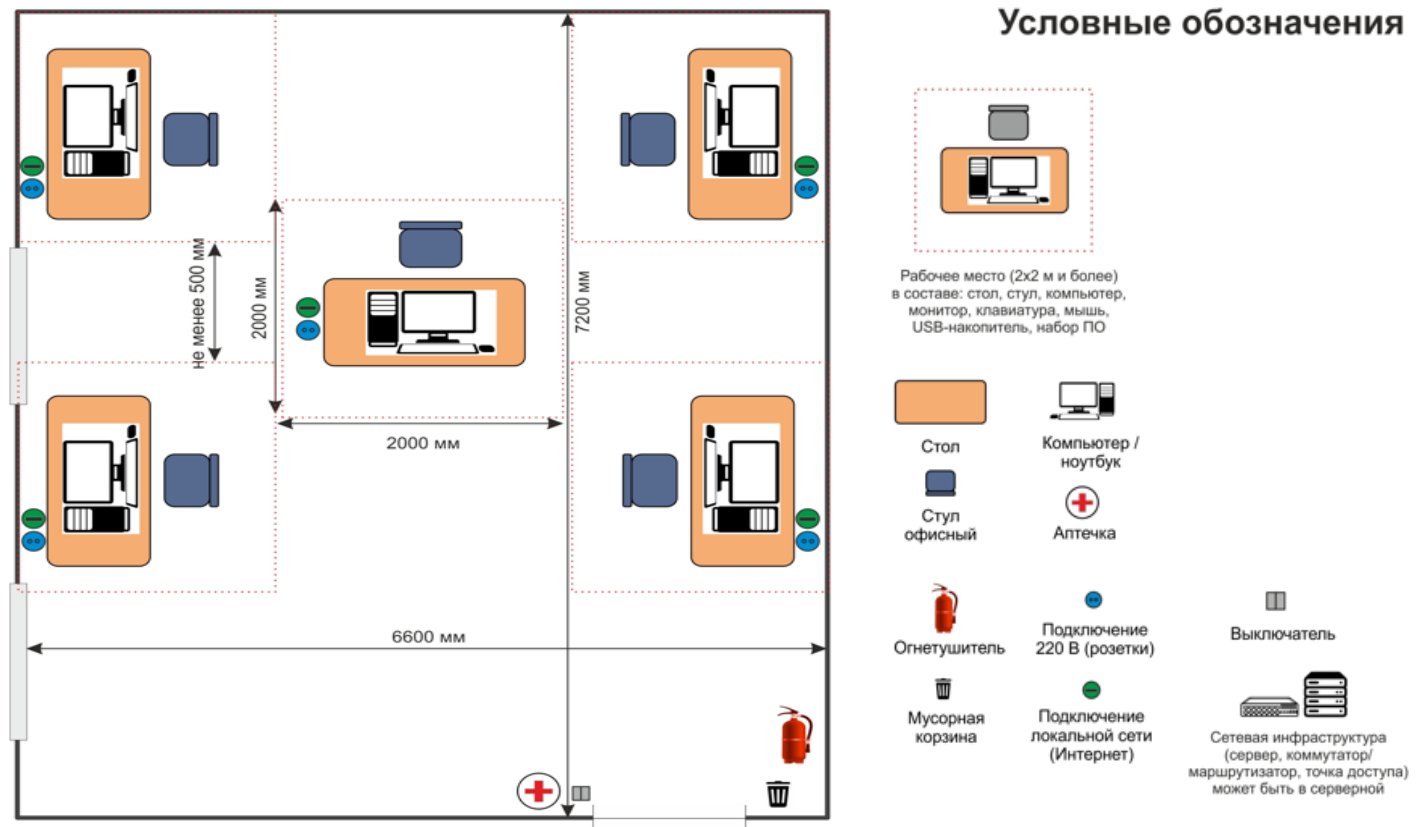 Условные обозначения
не менее 500 мм
2000 мм
7200 мм
2000 мм
6600 мм
Рабочее место (2х2 м и более)
в составе: стол, стул, компьютер,
монитор, клавиатура, мышь,
USB-накопитель, набор ПО
Стол
Компьютер /
ноутбук
Стул
офисный
Аптечка
Огнетушитель
Подключение
220 В (розетки)
Выключатель
Мусорная
корзина
Подключение
локальной сети
(Интернет)
Сетевая инфраструктура
(сервер, коммутатор/
маршрутизатор, точка доступа)
может быть в серверной